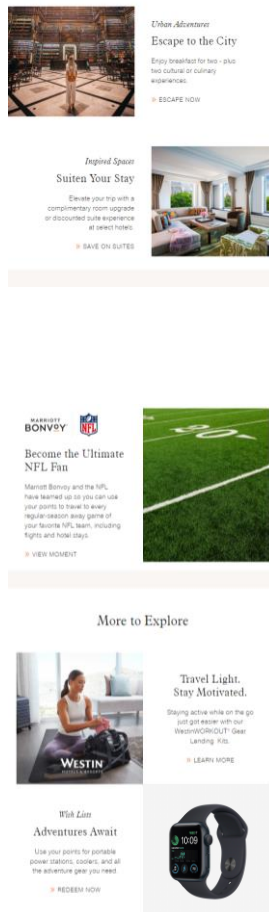 Urban Adventures
Escape to the City
Enjoy breakfast for two - plus
two cultural or culinary
experiences.
» ESCAPE NOW
Inspired Spaces
Suiten Your Stay
Elevate your trip with a
complimentary room upgrade
or discounted suite experience
at select hotels.
» SAVE ON SUITES
MARRIOTT
BONVOY
NFL
20
Become the Ultimate
NFL Fan
Marriott Bonvoy and the NFL
have teamed up so you can use
your points to travel to every
regular-season away game of
your favorite NFL team, including
flights and hotel stays.
» VIEW MOMENT
More to Explore
WESTIN
HOTELS & RESORTS
Travel Light.
Stay Motivated.
Staying active while on the go
just got easier with our
WestinWORKOUT® Gear
Lending Kits.
» LEARN MORE
Wish Lists
Adventures Await
Use your points for portable
power stations, coolers, and all
the adventure gear you need.
» REDEEM NOW
10:09